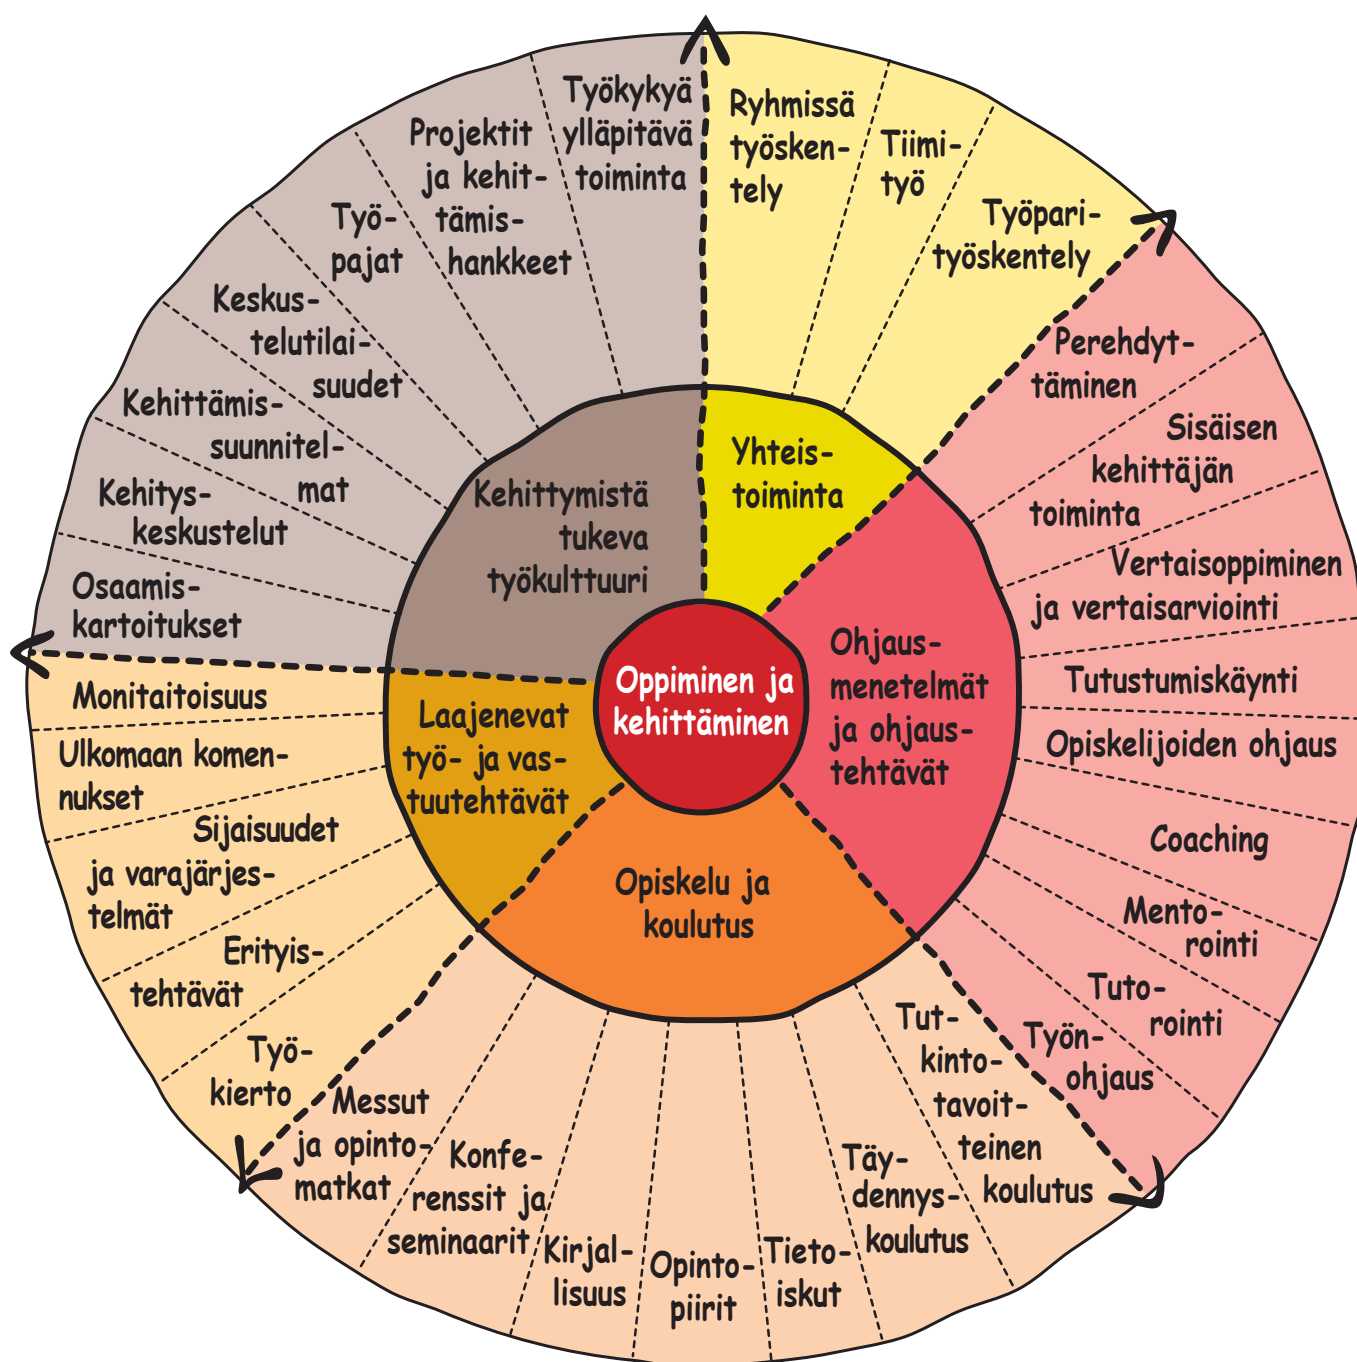 Oppiminen ja
kehittäminen
Yhteis-
toiminta
Ryhmissä
työsken-
tely
Tiimi-
työ
Työpari-
työskentely
Ohjaus-
menetelmät
ja ohjaus-
tehtävät
Perehdyt-
täminen
Sisäisen
kehittäjän
toiminta
Vertaisoppiminen
ja vertaisarviointi
Tutustumiskäynti
Opiskelijoiden ohjaus
Coaching
Mento-
rointi
Tuto-
rointi
Työn-
ohjaus
Opiskelu ja
koulutus
Tut-
kinto-
tavoit-
teinen
koulutus
Täy-
dennys-
koulutus
Tieto-
iskut
Opinto-
piirit
Kirjal-
lisuus
Konfe-
renssit ja
seminaarit
Messut
ja opinto-
matkat
Laajenevat
työ- ja vas-
tuutehtävät
Työ-
kierto
Erityis-
tehtävät
Sijaisuudet
ja varajärjes-
telmät
Ulkomaan komen-
nukset
Monitaitoisuus
Kehittymistä
tukeva
työkulttuuri
Osaamis-
kartoitukset
Kehitys-
keskustelut
Kehittämis-
suunnitel-
mat
Keskus-
telutilai-
suudet
Työ-
pajat
Projektit
ja kehit-
tämis-
hankkeet
Työkykyä
ylläpitävä
toiminta